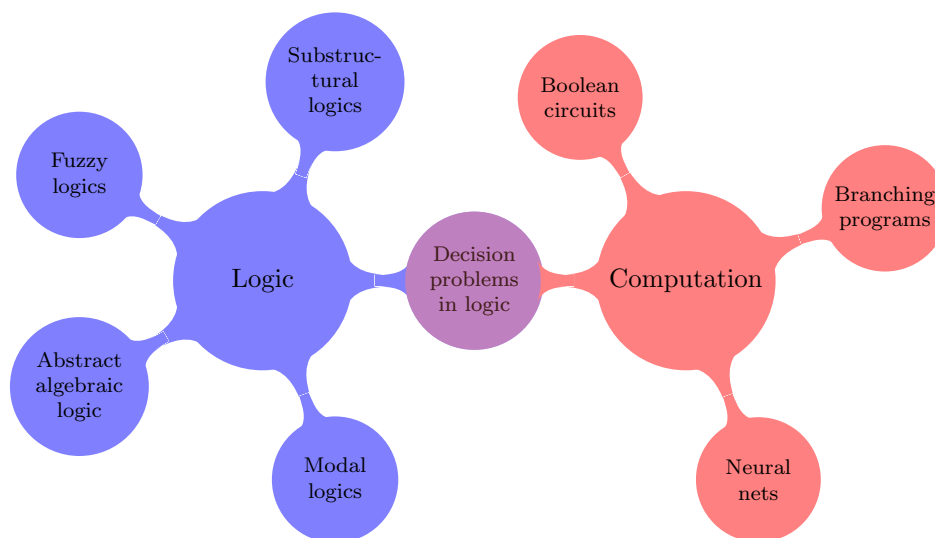 Substruc-
tural
logics
Boolean
circuits
Fuzzy
logics
Branching
programs
Logic
Decision
problems
in logic
Computation
Abstract
algebraic
logic
Modal
logics
Neural
nets